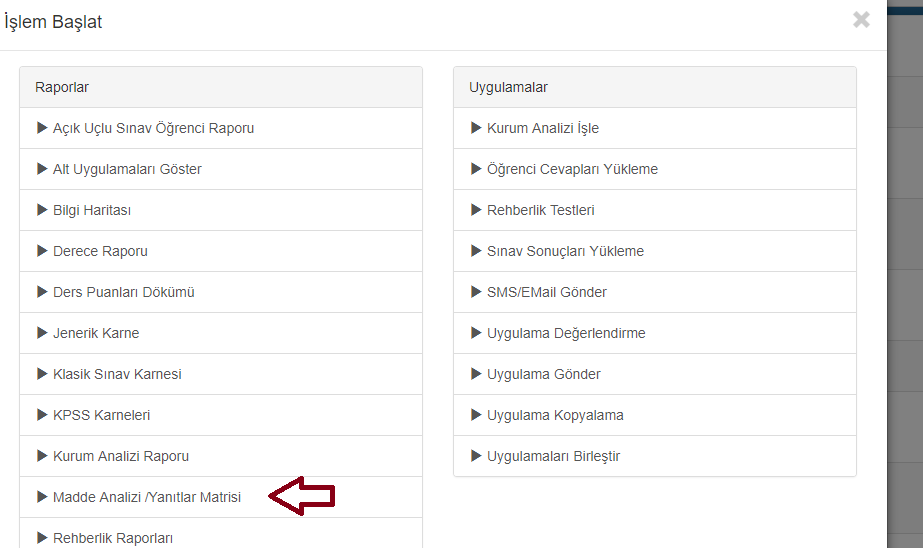 İşlem Başlat
Raporlar
Açık Uçlu Sınav Öğrenci Raporu
Alt Uygulamaları Göster
Bilgi Haritası
Derece Raporu
Ders Puanları Dökümü
Jenerik Karne
Klasik Sınav Karnesi
KPSS Karneleri
Kurum Analizi Raporu
Madde Analizi /Yanıtlar Matrisi
Rehberlik Raporları
Uygulamalar
Kurum Analizi İşle
Öğrenci Cevapları Yükleme
Rehberlik Testleri
Sınav Sonuçları Yükleme
SMS/EMail Gönder
Uygulama Değerlendirme
Uygulama Gönder
Uygulama Kopyalama
Uygulamaları Birleştir